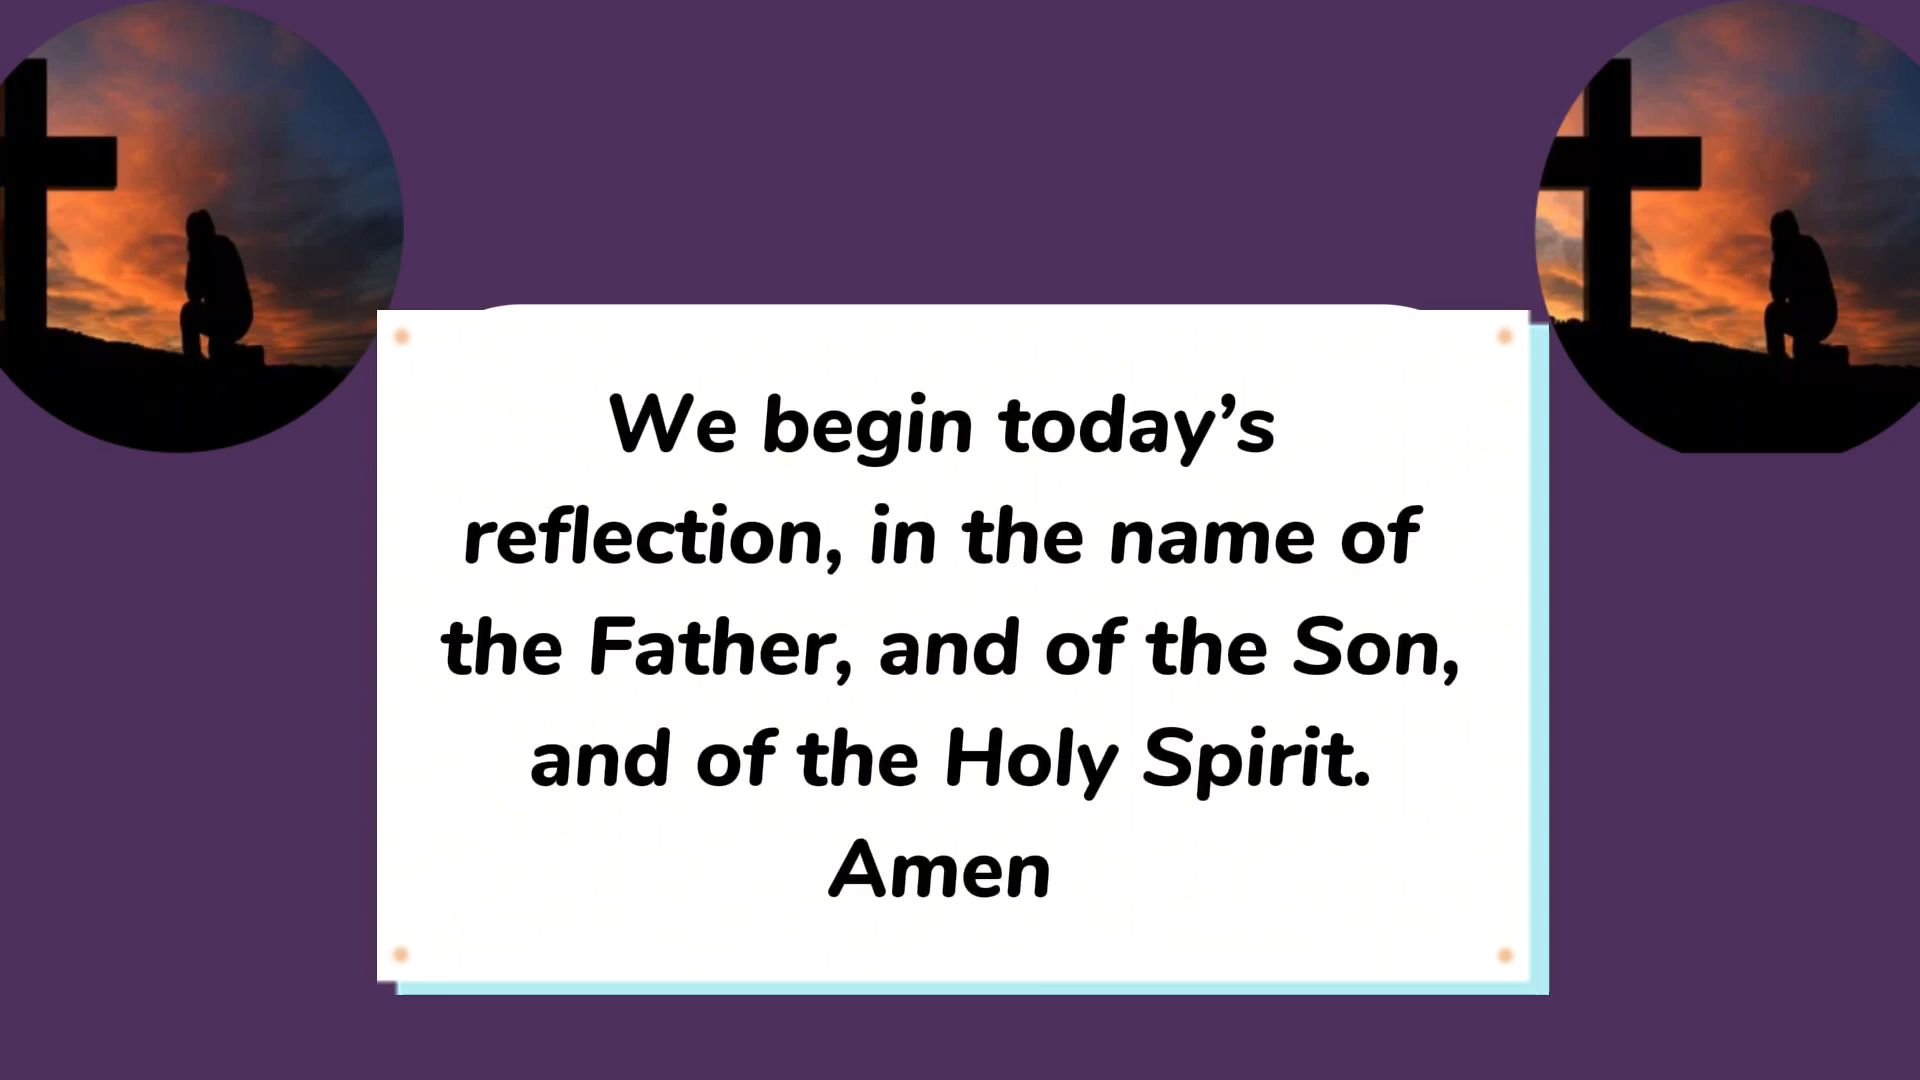 We begin today’s
reflection, in the name of
the Father, and of the Son,
and of the Holy Spirit.
Amen